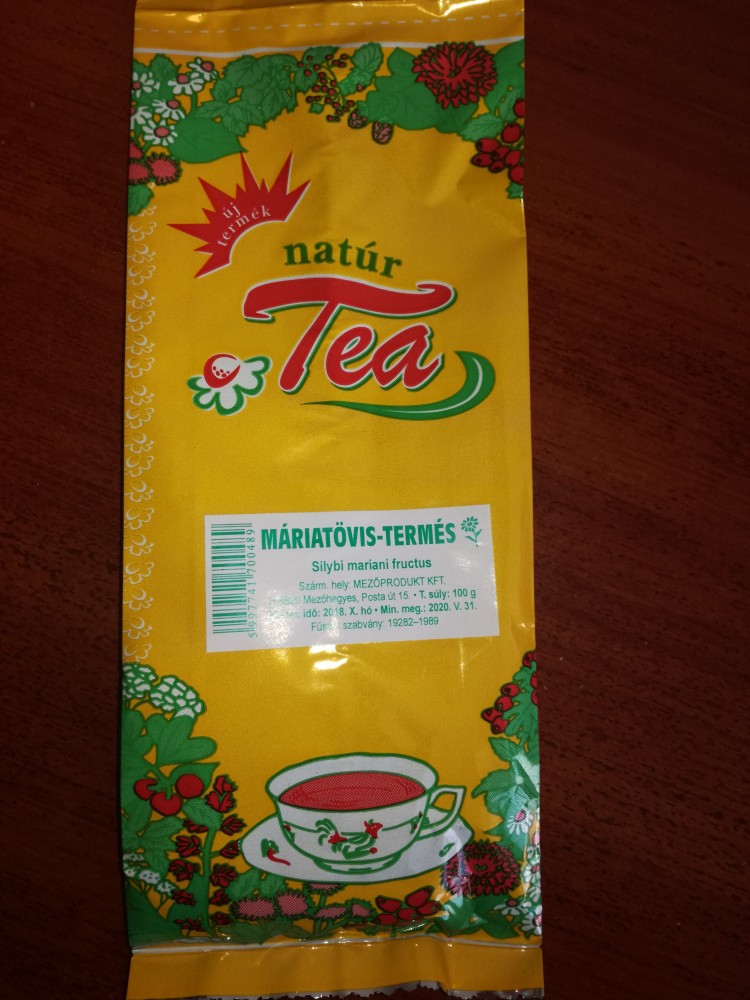 új
termék
natúr
Tea
5997741700489
MÁRIATÖVIS-TERMÉS
Silybi mariani fructus
Szárm. hely: MEZŐPRODUKT KFT.
Mezőhegyes, Posta út 15. • T. súly: 100 g
idő: 2018. X. hó • Min. meg.: 2020. V. 31.
szabvány: 19282–1989